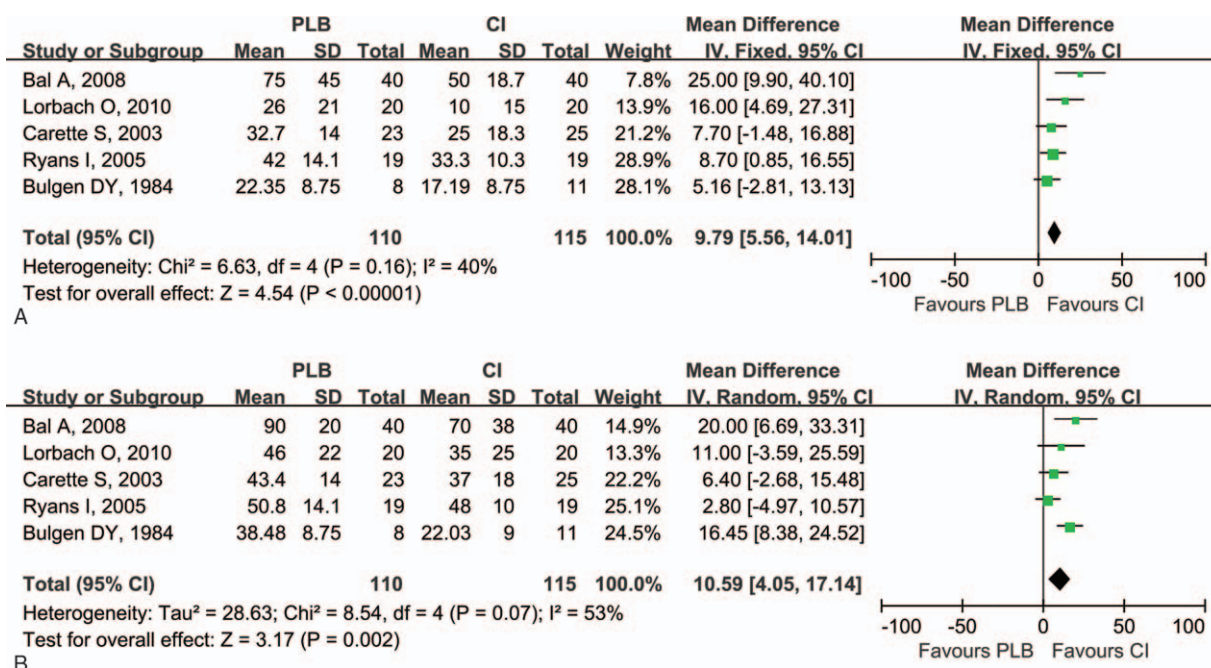 PLB CI Mean Difference Mean Difference
Study or Subgroup Mean SD Total Mean SD Total Weight IV, Fixed, 95% CI IV, Fixed, 95% CI
Bal A, 2008 75 45 40 50 18.7 40 7.8% 25.00 [9.90, 40.10]
Lorbach O, 2010 26 21 20 10 15 20 13.9% 16.00 [4.69, 27.31]
Carette S, 2003 32.7 14 23 25 18.3 25 21.2% 7.70 [-1.48, 16.88]
Ryans I, 2005 42 14.1 19 33.3 10.3 19 28.9% 8.70 [0.85, 16.55]
Bulgen DY, 1984 22.35 8.75 8 17.19 8.75 11 28.1% 5.16 [-2.81, 13.13]
Total (95% CI) 110 115 100.0% 9.79 [5.56, 14.01]
Heterogeneity: Chi² = 6.63, df = 4 (P = 0.16); I² = 40%
Test for overall effect: Z = 4.54 (P < 0.00001)
-100 -50 0 50 100
Favours PLB Favours CI
A
PLB CI Mean Difference Mean Difference
Study or Subgroup Mean SD Total Mean SD Total Weight IV, Random, 95% CI IV, Random, 95% CI
Bal A, 2008 90 20 40 70 38 40 14.9% 20.00 [6.69, 33.31]
Lorbach O, 2010 46 22 20 35 25 20 13.3% 11.00 [-3.59, 25.59]
Carette S, 2003 43.4 14 23 37 18 25 22.2% 6.40 [-2.68, 15.48]
Ryans I, 2005 50.8 14.1 19 48 10 19 25.1% 2.80 [-4.97, 10.57]
Bulgen DY, 1984 38.48 8.75 8 22.03 9 11 24.5% 16.45 [8.38, 24.52]
Total (95% CI) 110 115 100.0% 10.59 [4.05, 17.14]
Heterogeneity: Tau² = 28.63; Chi² = 8.54, df = 4 (P = 0.07); I² = 53%
Test for overall effect: Z = 3.17 (P = 0.002)
-100 -50 0 50 100
Favours PLB Favours CI
B